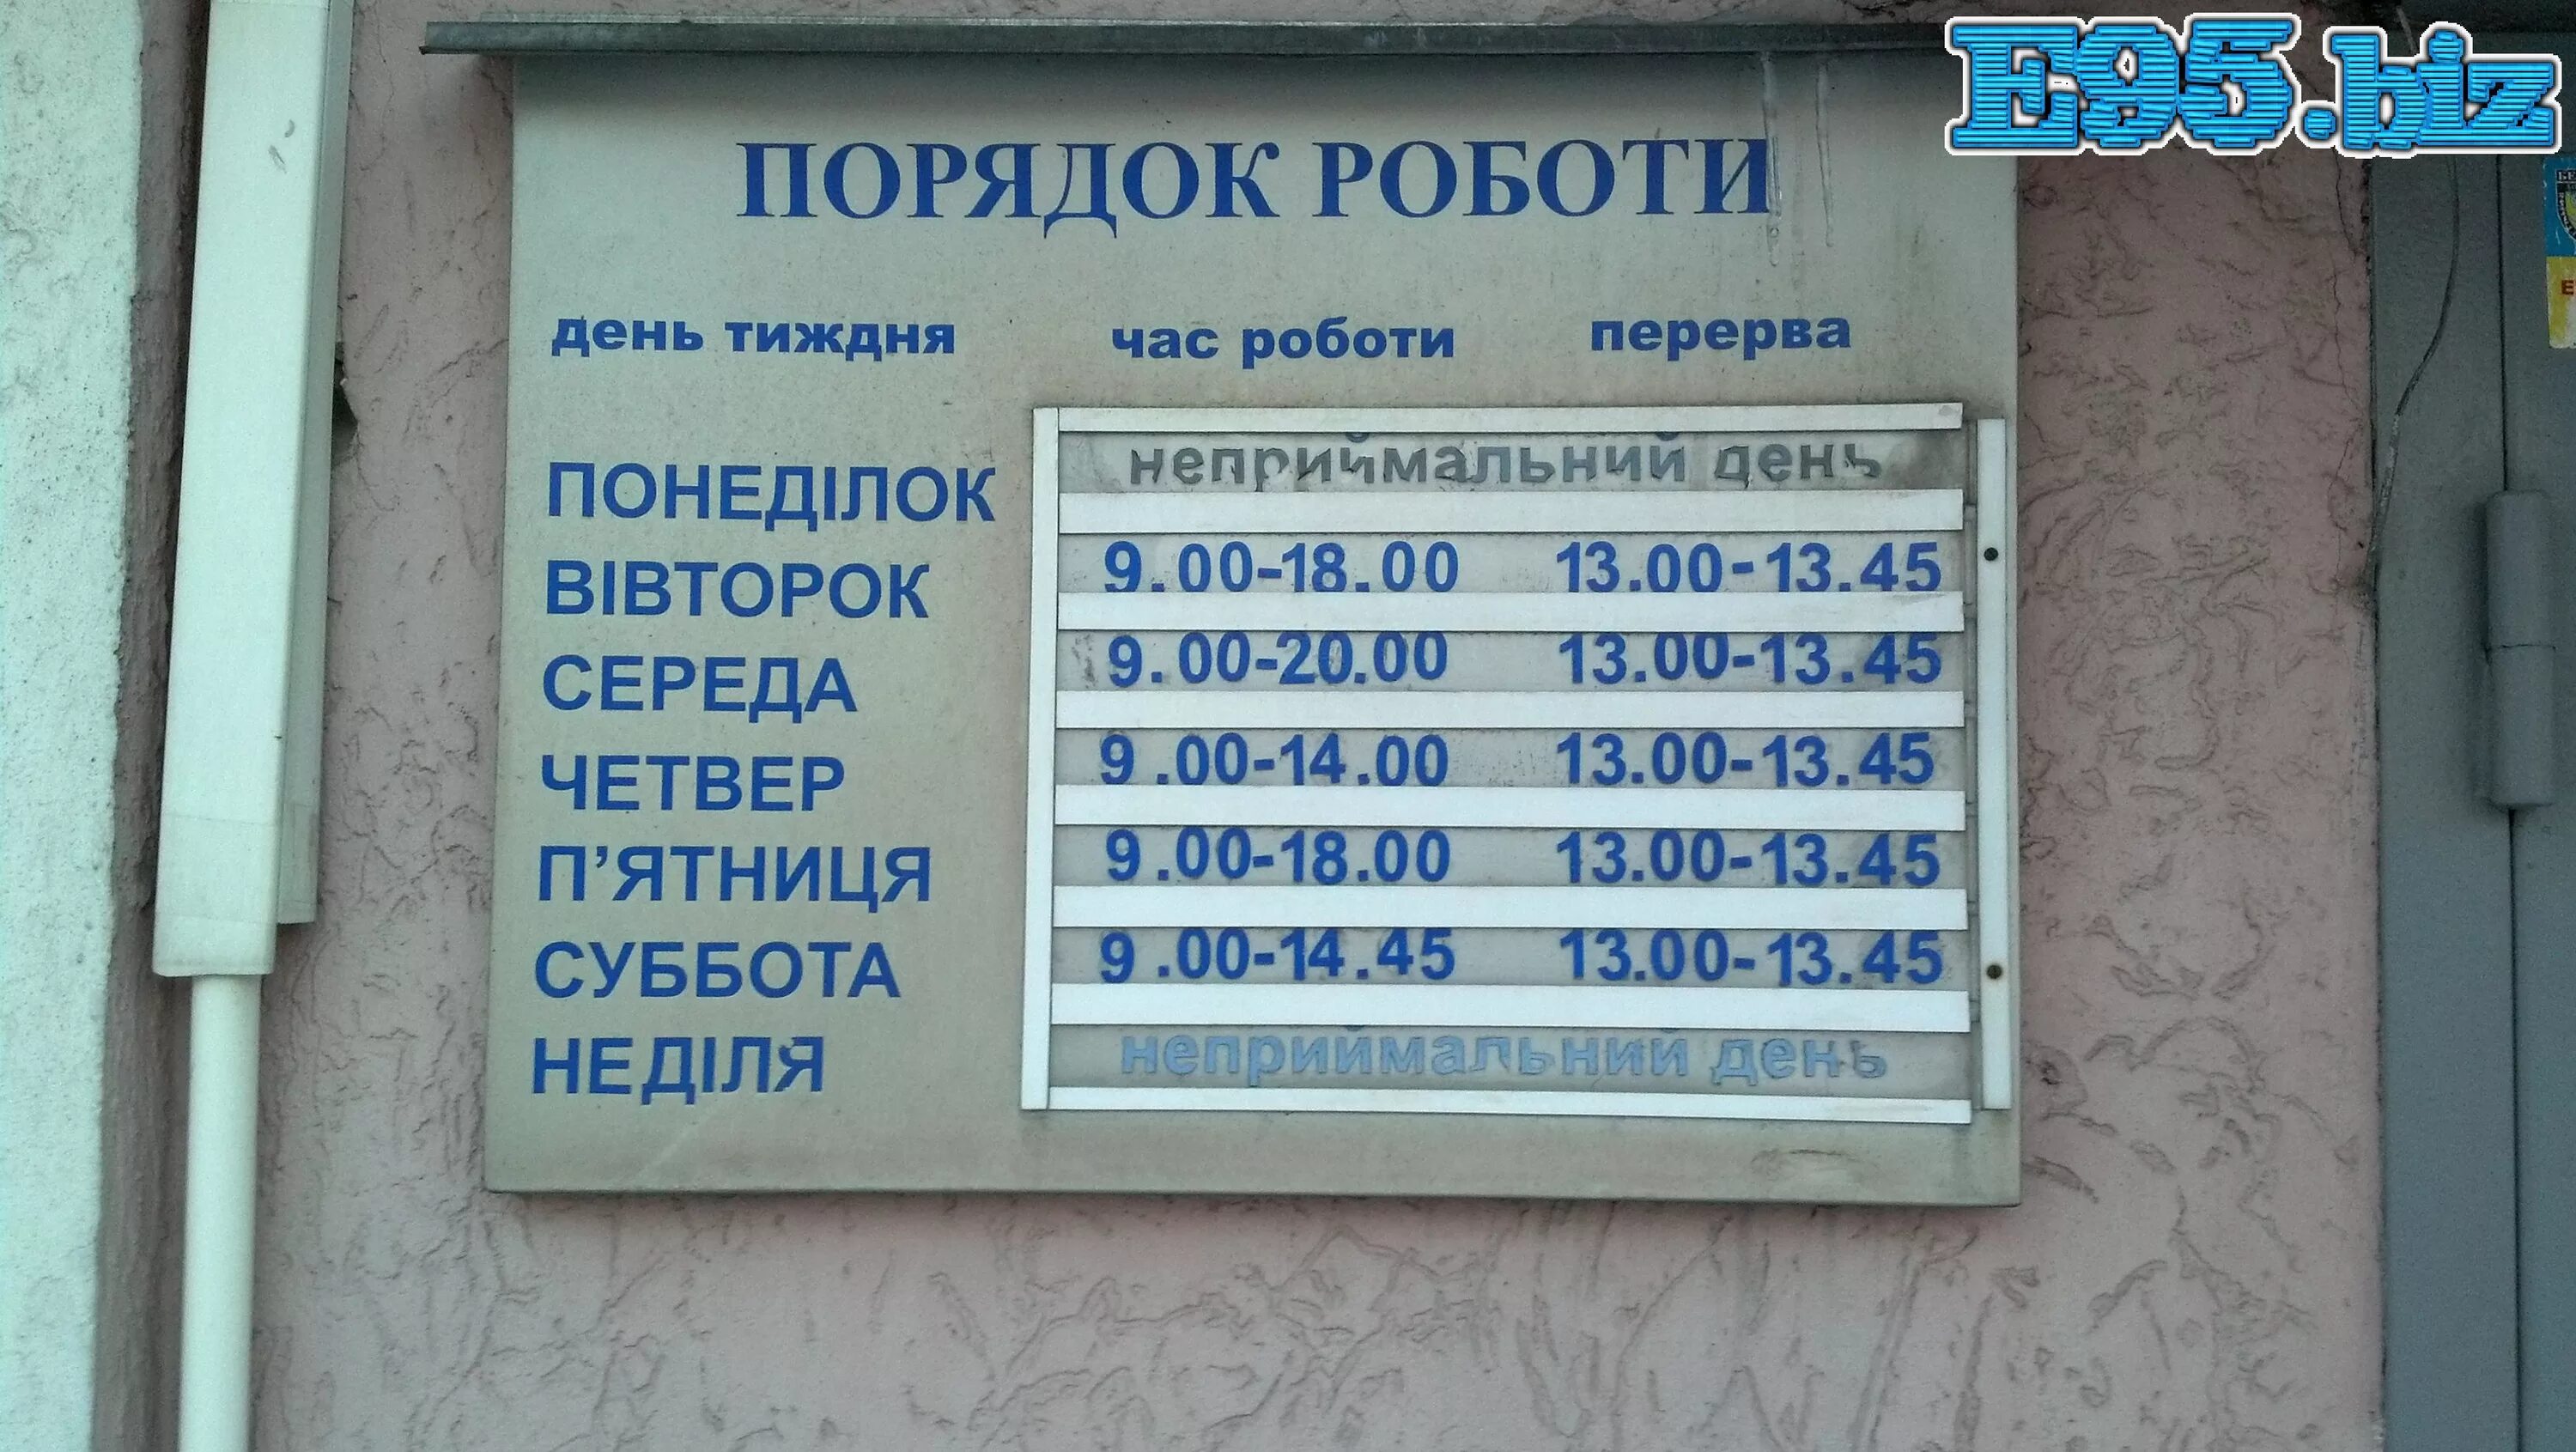 E95.biz
ПОРЯДОК РОБОТИ
день тиждня час роботи перерва
ПОНЕДІЛОК неприймальний день
ВІВТОРОК 9.00-18.00 13.00-13.45
СЕРЕДА 9.00-20.00 13.00-13.45
ЧЕТВЕР 9.00-14.00 13.00-13.45
П'ЯТНИЦЯ 9.00-18.00 13.00-13.45
СУББОТА 9.00-14.45 13.00-13.45
НЕДІЛЯ неприймальний день